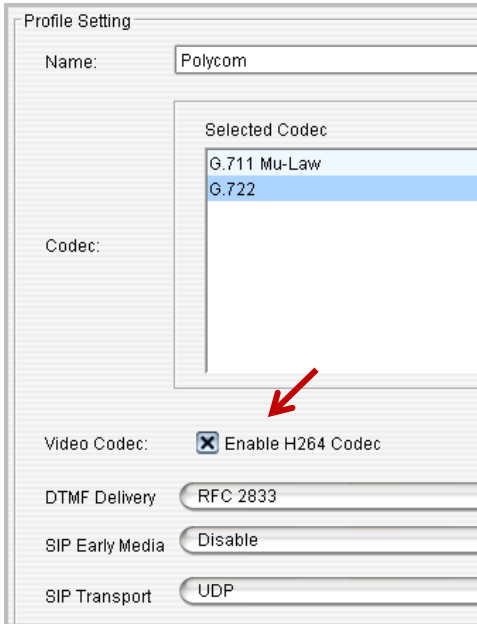 Profile Setting
Name: Polycom
Selected Codec
G.711 Mu-Law
G.722
Codec:
Video Codec: Enable H264 Codec
DTMF Delivery RFC 2833
SIP Early Media Disable
SIP Transport UDP